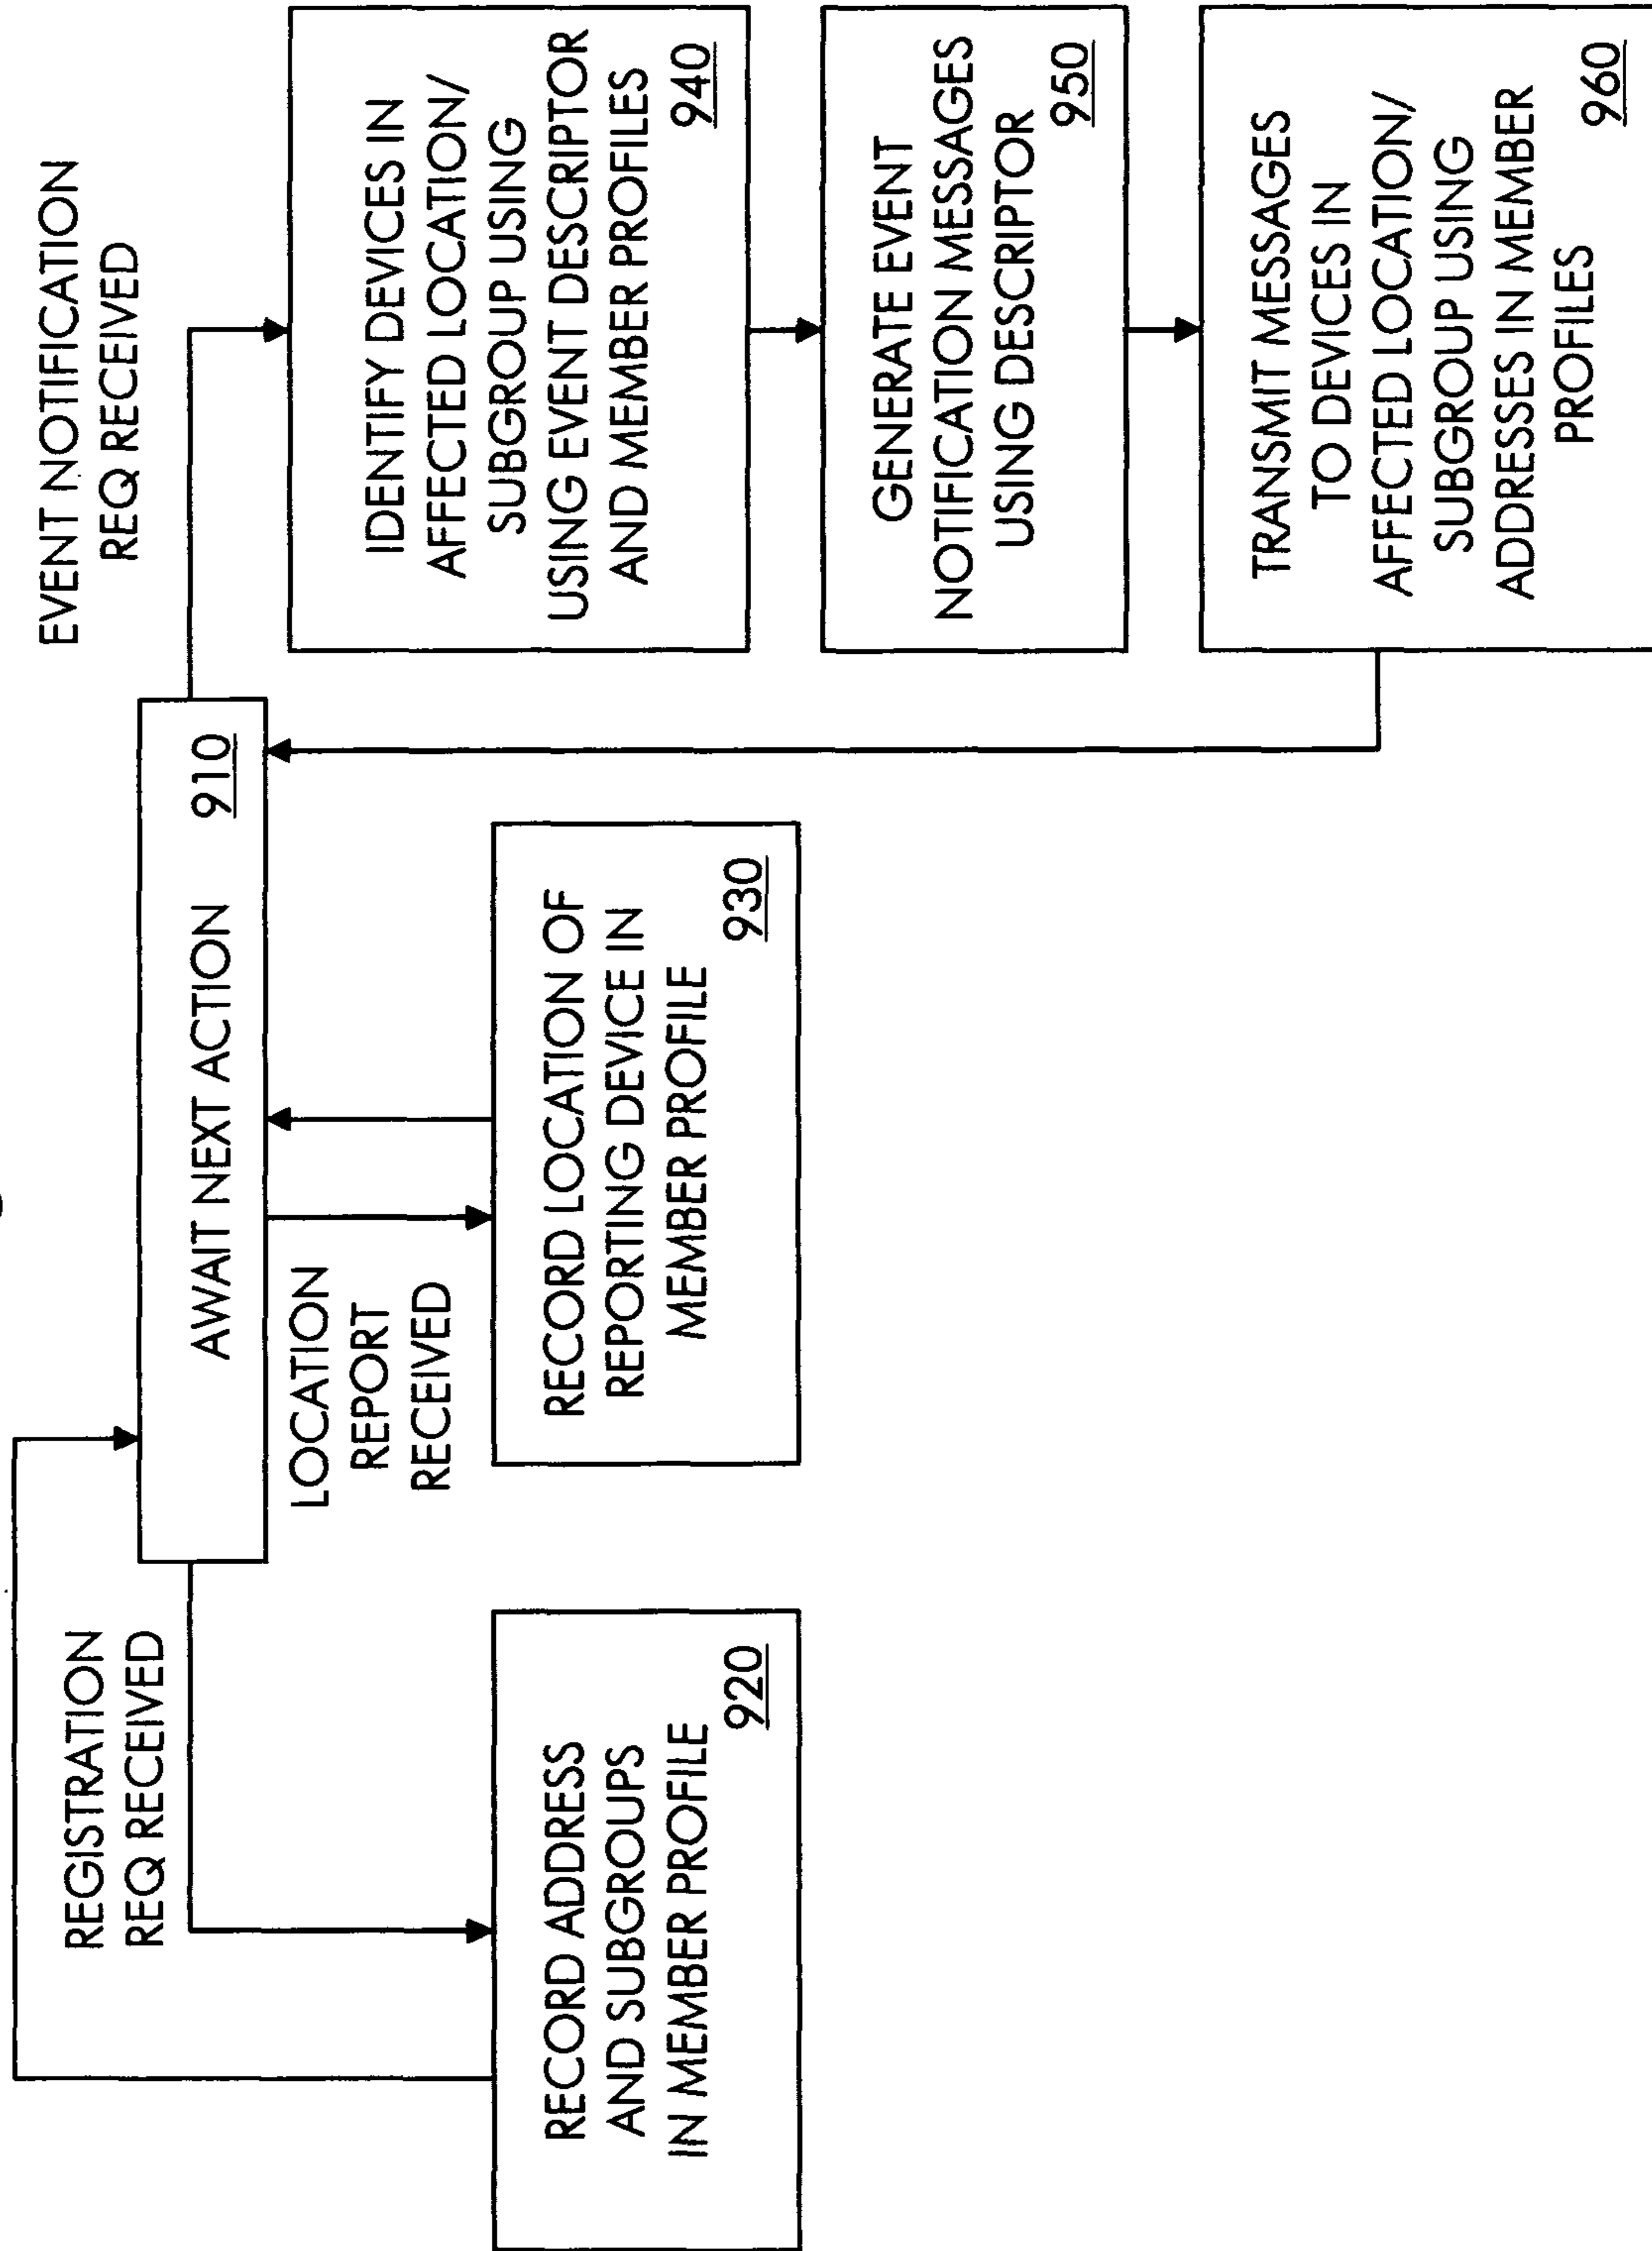 REGISTRATION
REQ RECEIVED
EVENT NOTIFICATION
REQ RECEIVED
AWAIT NEXT ACTION 910
LOCATION
REPORT
RECEIVED
RECORD ADDRESS
AND SUBGROUPS
IN MEMBER PROFILE
920
RECORD LOCATION OF
REPORTING DEVICE IN
MEMBER PROFILE
930
IDENTIFY DEVICES IN
AFFECTED LOCATION/
SUBGROUP USING
USING EVENT DESCRIPTOR
AND MEMBER PROFILES
940
GENERATE EVENT
NOTIFICATION MESSAGES
USING DESCRIPTOR
950
TRANSMIT MESSAGES
TO DEVICES IN
AFFECTED LOCATION/
SUBGROUP USING
ADDRESSES IN MEMBER
PROFILES
960